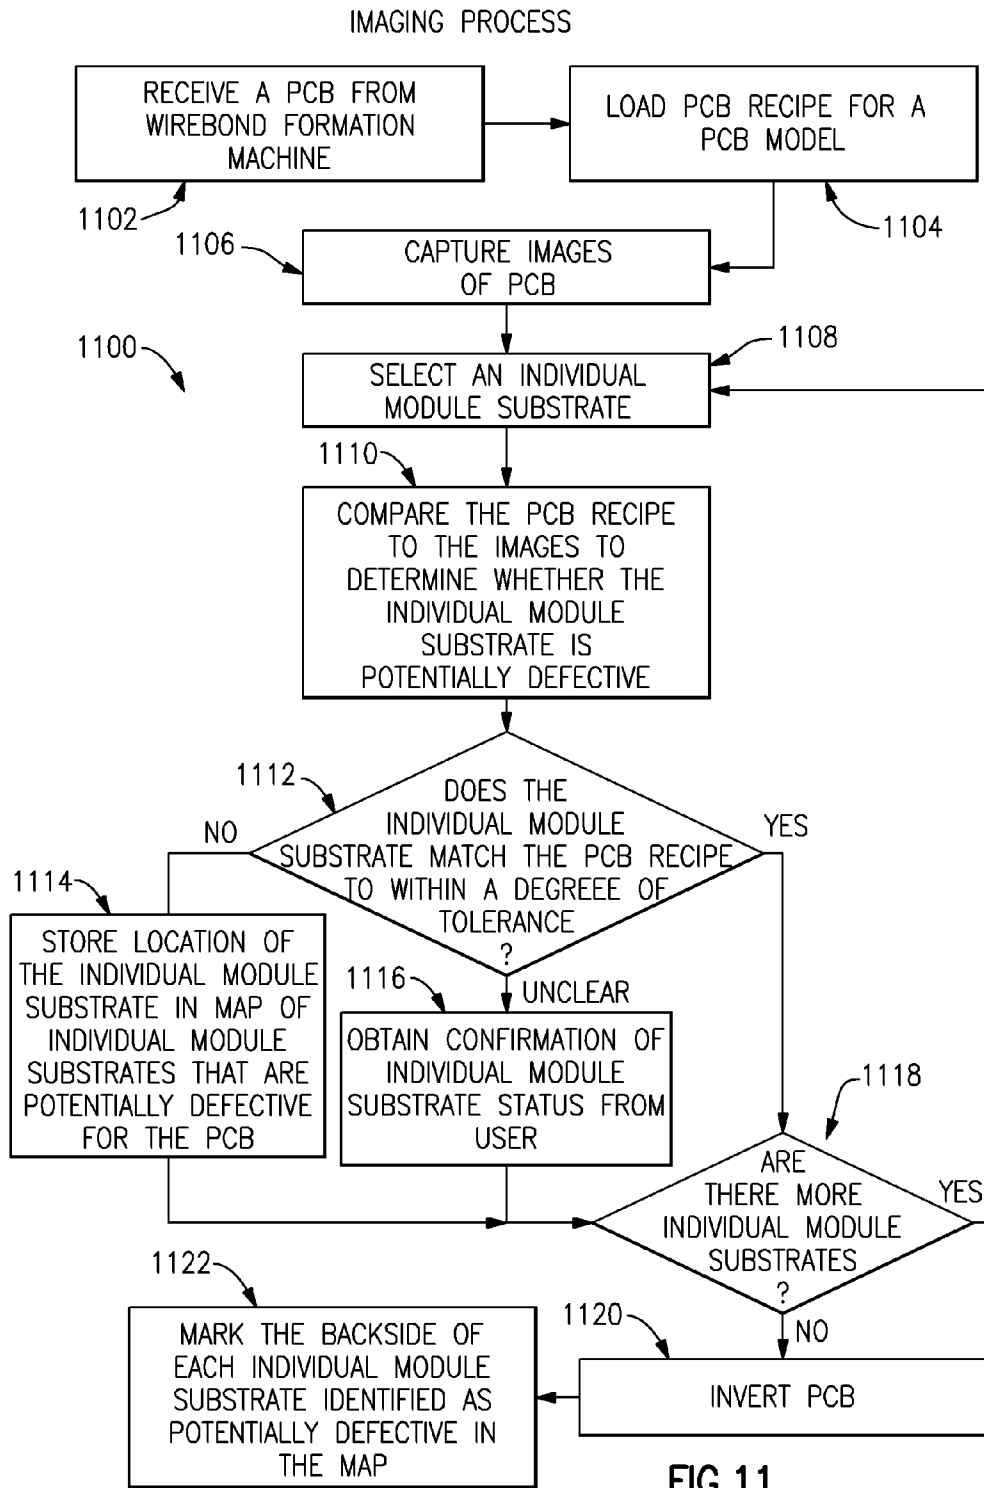 IMAGING PROCESS
RECEIVE A PCB FROM
WIREBOND FORMATION
MACHINE
LOAD PCB RECIPE FOR A
PCB MODEL
1102
1104
1106
CAPTURE IMAGES
OF PCB
1100
1108
SELECT AN INDIVIDUAL
MODULE SUBSTRATE
1110
COMPARE THE PCB RECIPE
TO THE IMAGES TO
DETERMINE WHETHER THE
INDIVIDUAL MODULE
SUBSTRATE IS
POTENTIALLY DEFECTIVE
1112
DOES THE
INDIVIDUAL MODULE
SUBSTRATE MATCH THE PCB RECIPE
TO WITHIN A DEGREEE OF
TOLERANCE
?
NO
YES
UNCLEAR
1114
STORE LOCATION OF
THE INDIVIDUAL MODULE
SUBSTRATE IN MAP OF
INDIVIDUAL MODULE
SUBSTRATES THAT ARE
POTENTIALLY DEFECTIVE
FOR THE PCB
1116
OBTAIN CONFIRMATION OF
INDIVIDUAL MODULE
SUBSTRATE STATUS FROM
USER
1118
ARE
THERE MORE
INDIVIDUAL MODULE
SUBSTRATES
?
YES
NO
1120
INVERT PCB
1122
MARK THE BACKSIDE OF
EACH INDIVIDUAL MODULE
SUBSTRATE IDENTIFIED AS
POTENTIALLY DEFECTIVE IN
THE MAP
FIG.11